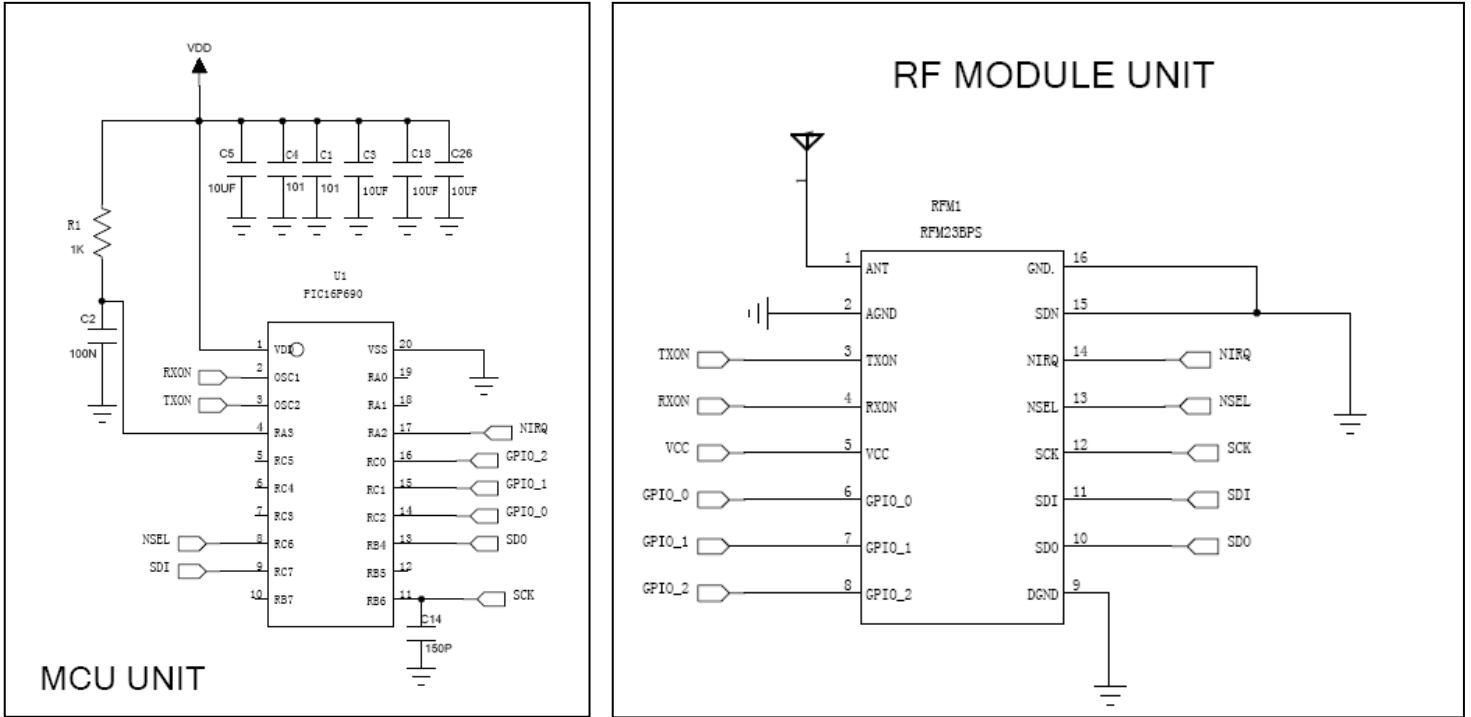 VDD
C5
C4
C1
C3
C18
C26
10UF
101
101
10UF
10UF
10UF
R1
1K
C2
100N
U1
PIC16P690
RXON
TXON
1
2
3
4
5
6
7
8
9
10
VDD
OSC1
OSC2
RA3
RC5
RC4
RC3
RC6
RC7
RB7
NSEL
SDI
VSS
RA0
RA1
RA2
RC0
RC1
RC2
RB4
RB5
RB6
20
19
18
17
16
15
14
13
12
11
NIRQ
GPIO_2
GPIO_1
GPIO_0
SDO
SCK
C14
150P
MCU UNIT
RF MODULE UNIT
1
RFM1
RFM23BPS
TXON
RXON
VCC
GPIO_0
GPIO_1
GPIO_2
1
2
3
4
5
6
7
8
ANT
AGND
TXON
RXON
VCC
GPIO_0
GPIO_1
GPIO_2
GND.
SDN
NIRQ
NSEL
SCK
SDI
SDO
DGND
16
15
14
13
12
11
10
9
NIRQ
NSEL
SCK
SDI
SDO